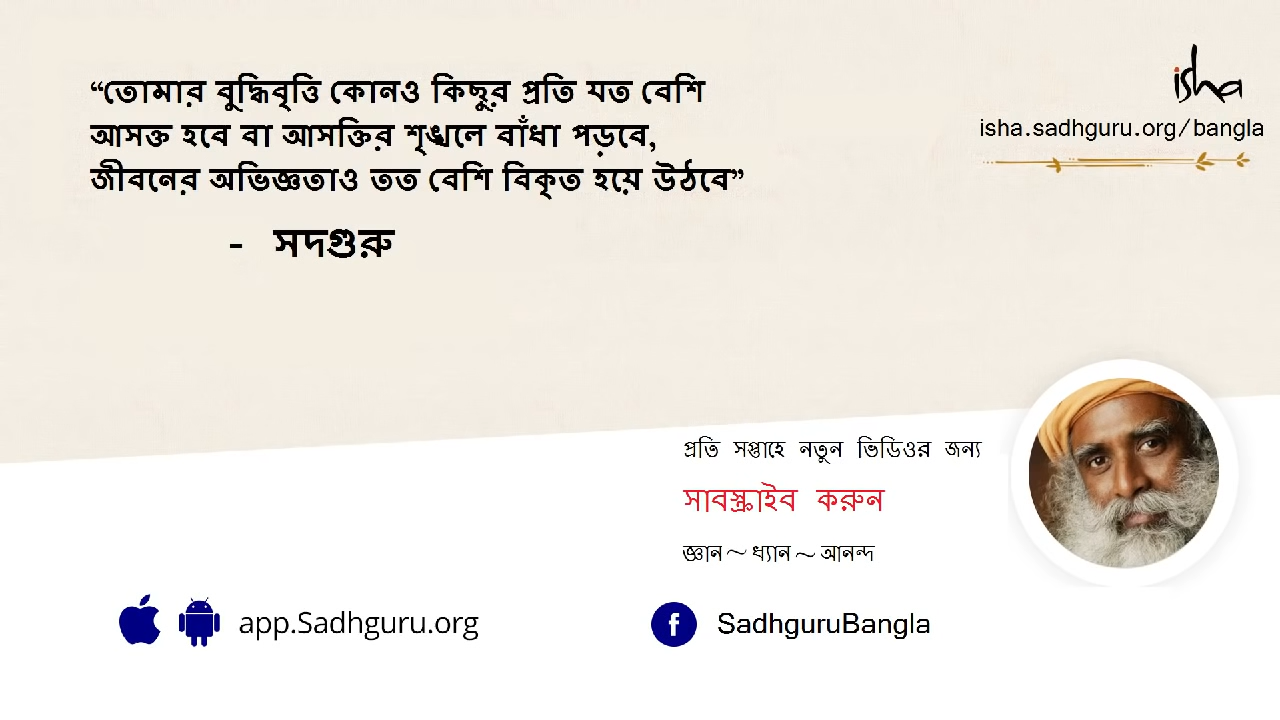 “তোমার বুদ্ধিবৃত্তি কোনও কিছুর প্রতি যত বেশি
আসক্ত হবে বা আসক্তির শৃঙ্খলে বাঁধা পড়বে,
জীবনের অভিজ্ঞতাও তত বেশি বিকৃত হয়ে উঠবে”
- সদগুরু
isha
isha.sadhguru.org/bangla
প্রতি সপ্তাহে নতুন ভিডিওর জন্য
সাবস্ক্রাইব করুন
জ্ঞান ~ ধ্যান ~ আনন্দ
app.Sadhguru.org
f SadhguruBangla